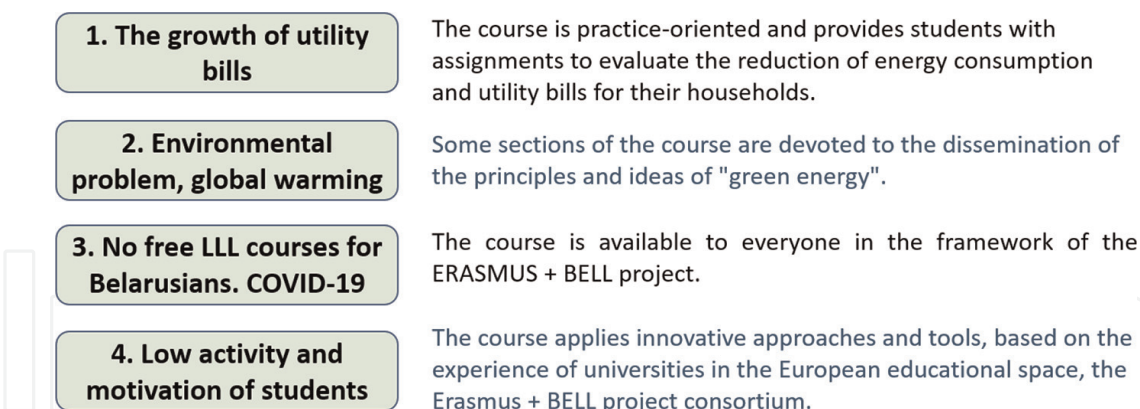 1. The growth of utility
bills
The course is practice-oriented and provides students with
assignments to evaluate the reduction of energy consumption
and utility bills for their households.
2. Environmental
problem, global warming
Some sections of the course are devoted to the dissemination of
the principles and ideas of "green energy".
3. No free LLL courses for
Belarusians. COVID-19
The course is available to everyone in the framework of the
ERASMUS + BELL project.
4. Low activity and
motivation of students
The course applies innovative approaches and tools, based on the
experience of universities in the European educational space, the
Erasmus + BELL project consortium.